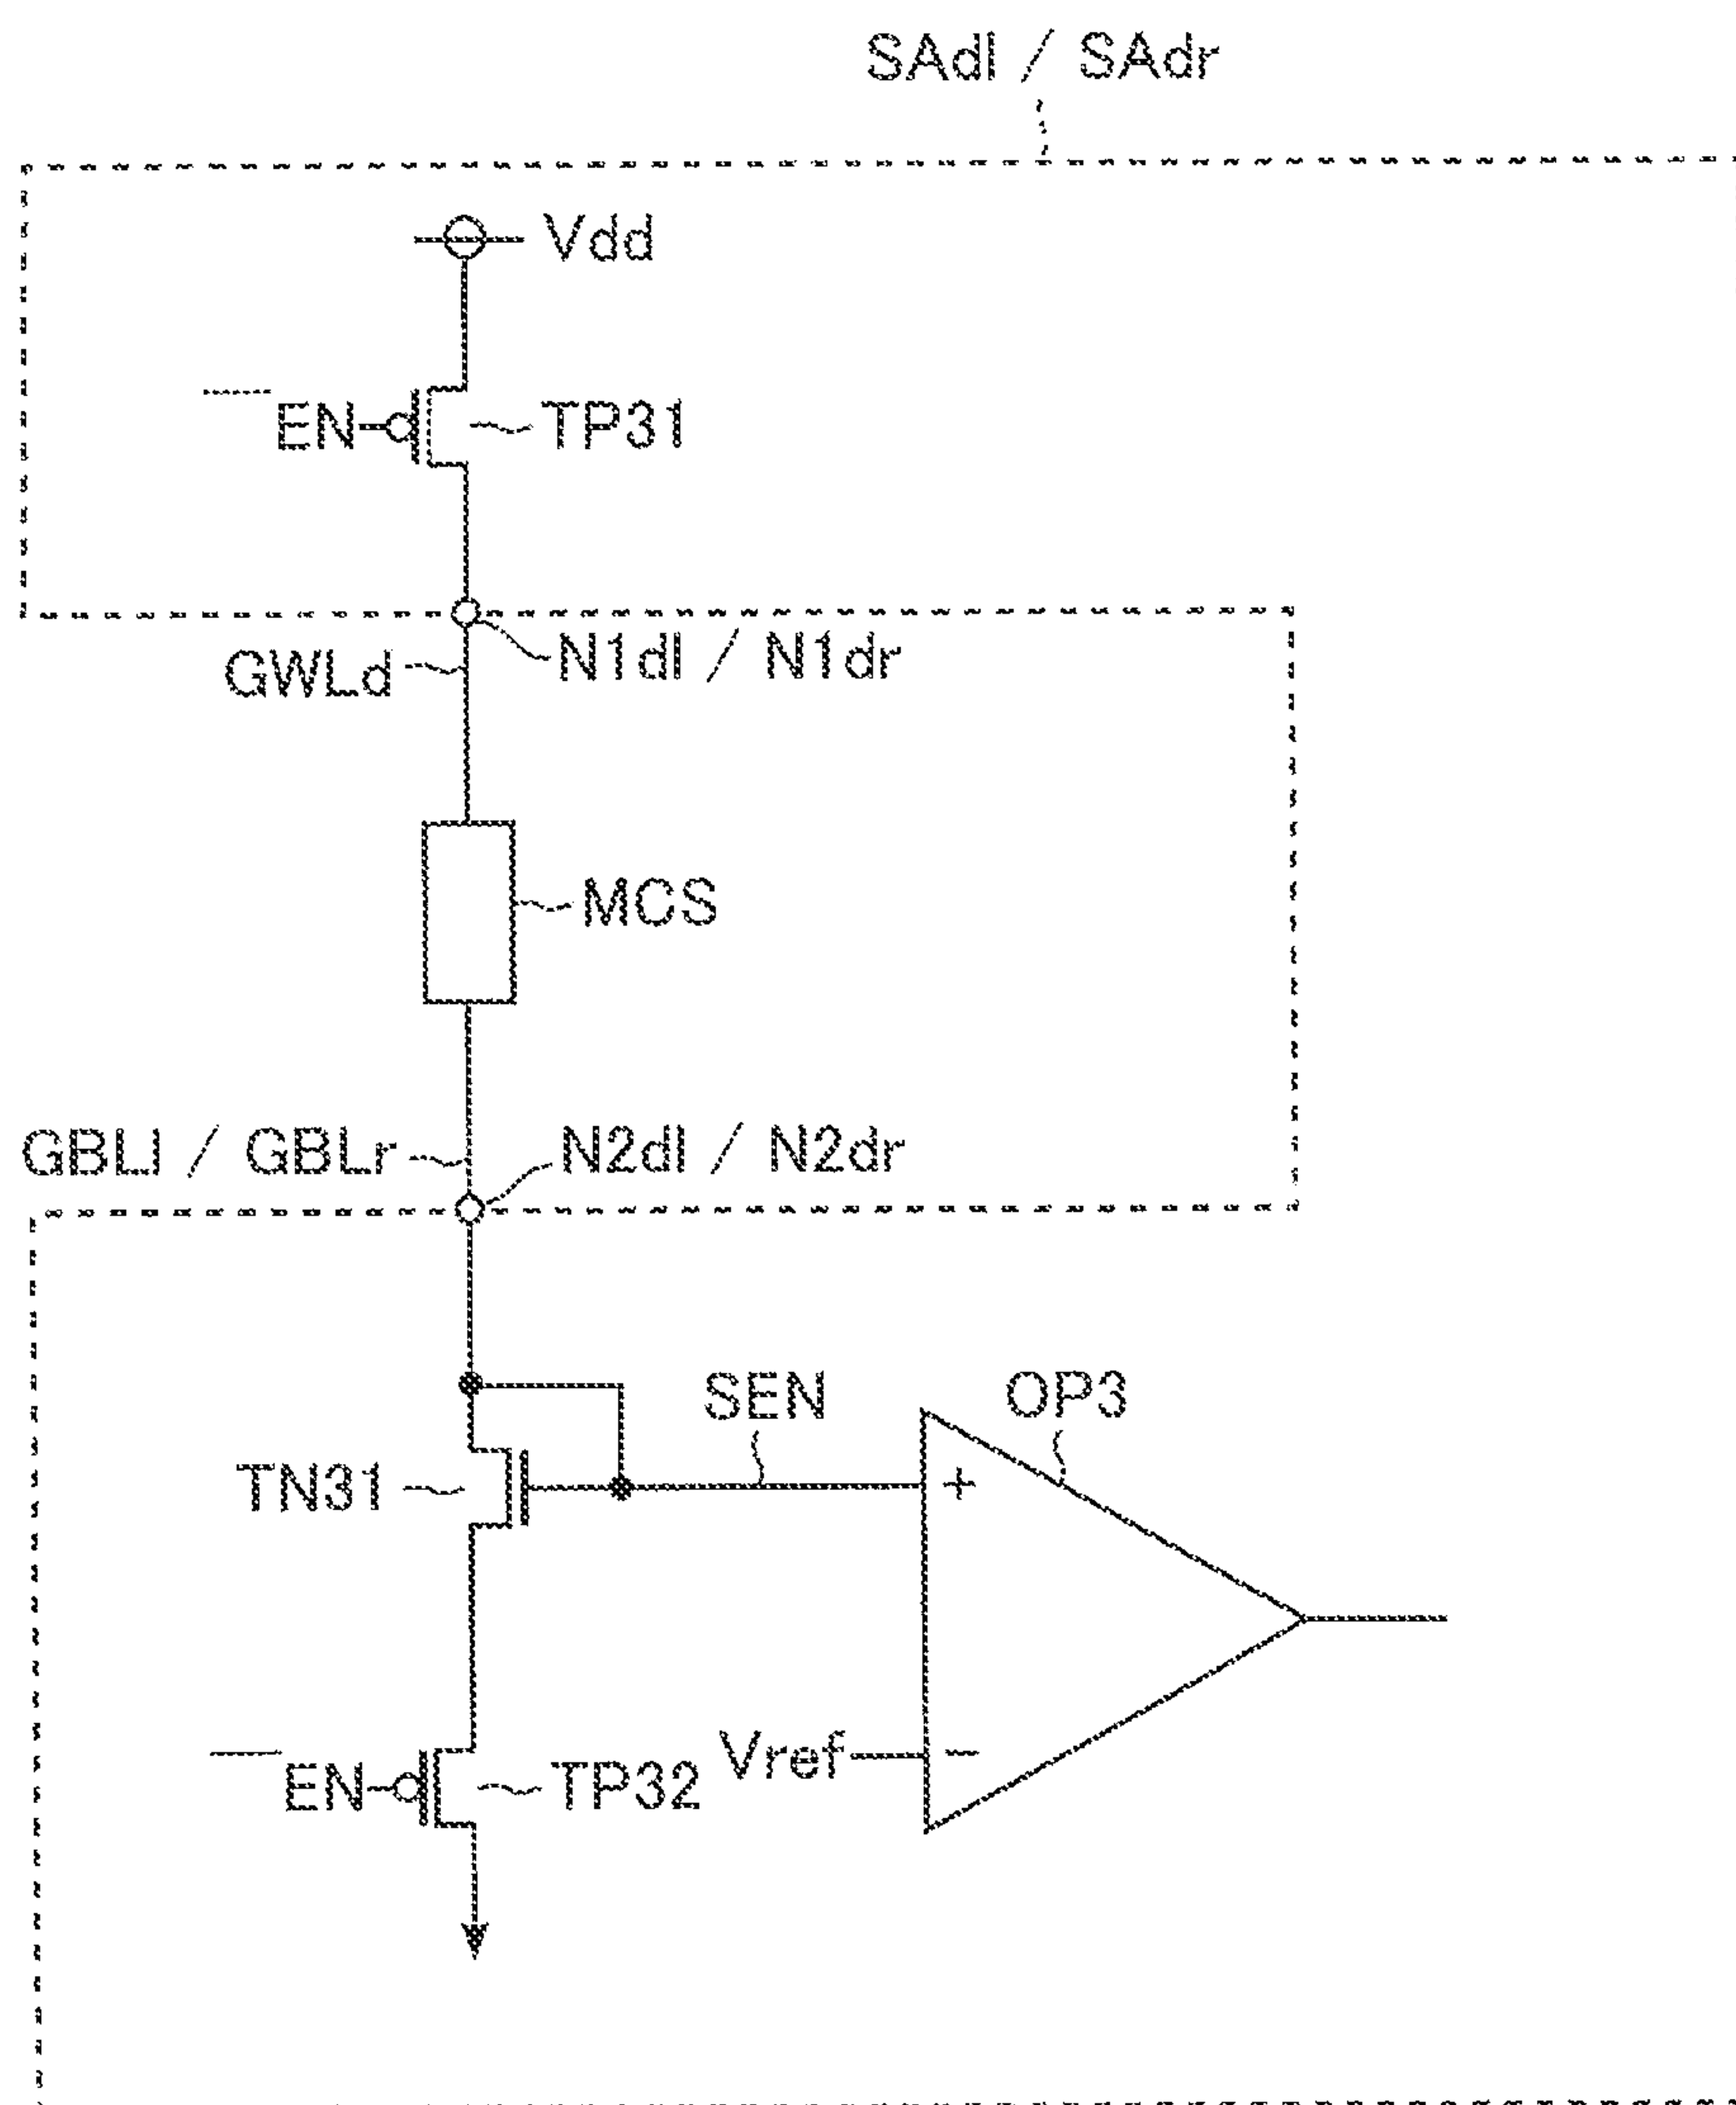 SAdl / SAdr
Vdd
EN
TP31
N1dl / N1dr
GWLd
MCS
GBLl / GBLr
N2dl / N2dr
SEN
OP3
TN31
+
Vref
−
EN
TP32